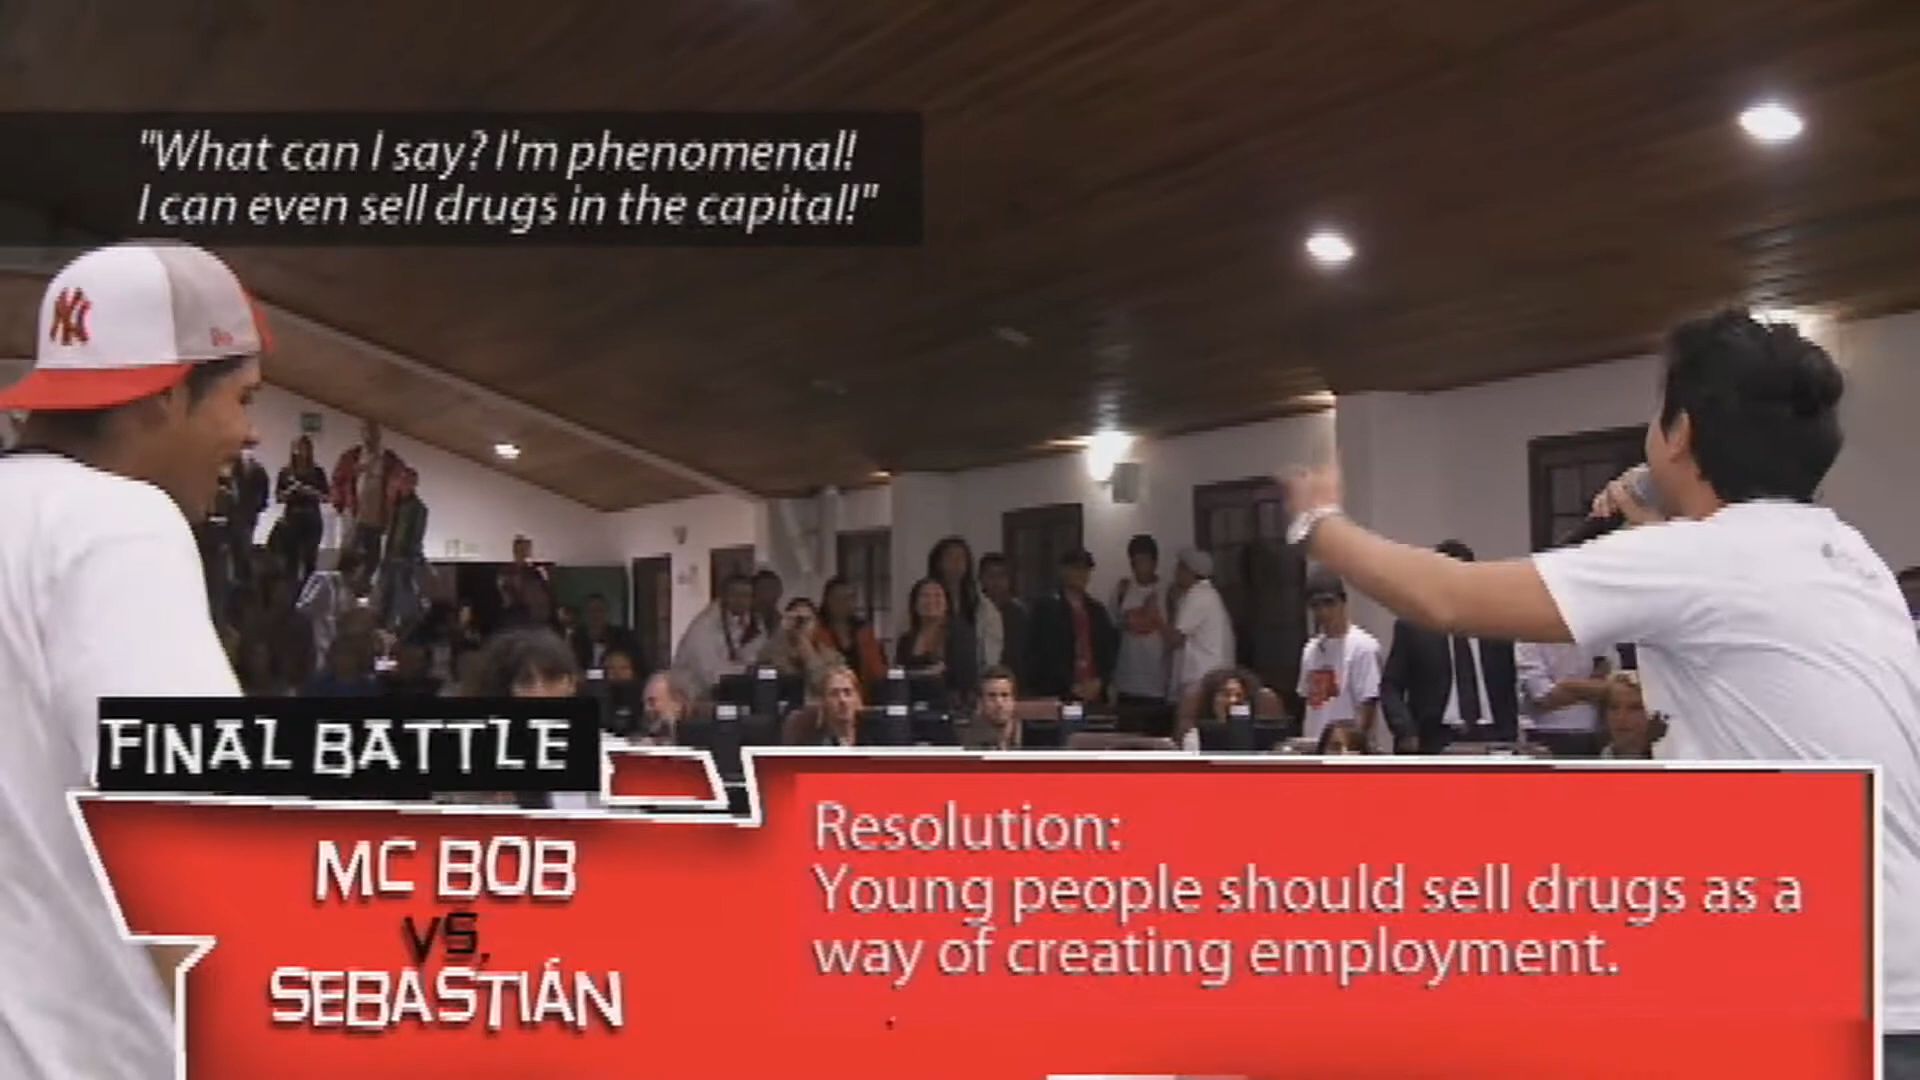 "What can I say? I'm phenomenal!
I can even sell drugs in the capital!"
NY
FINAL BATTLE
MC BOB
VS.
SEBASTIÁN
Resolution:
Young people should sell drugs as a
way of creating employment.